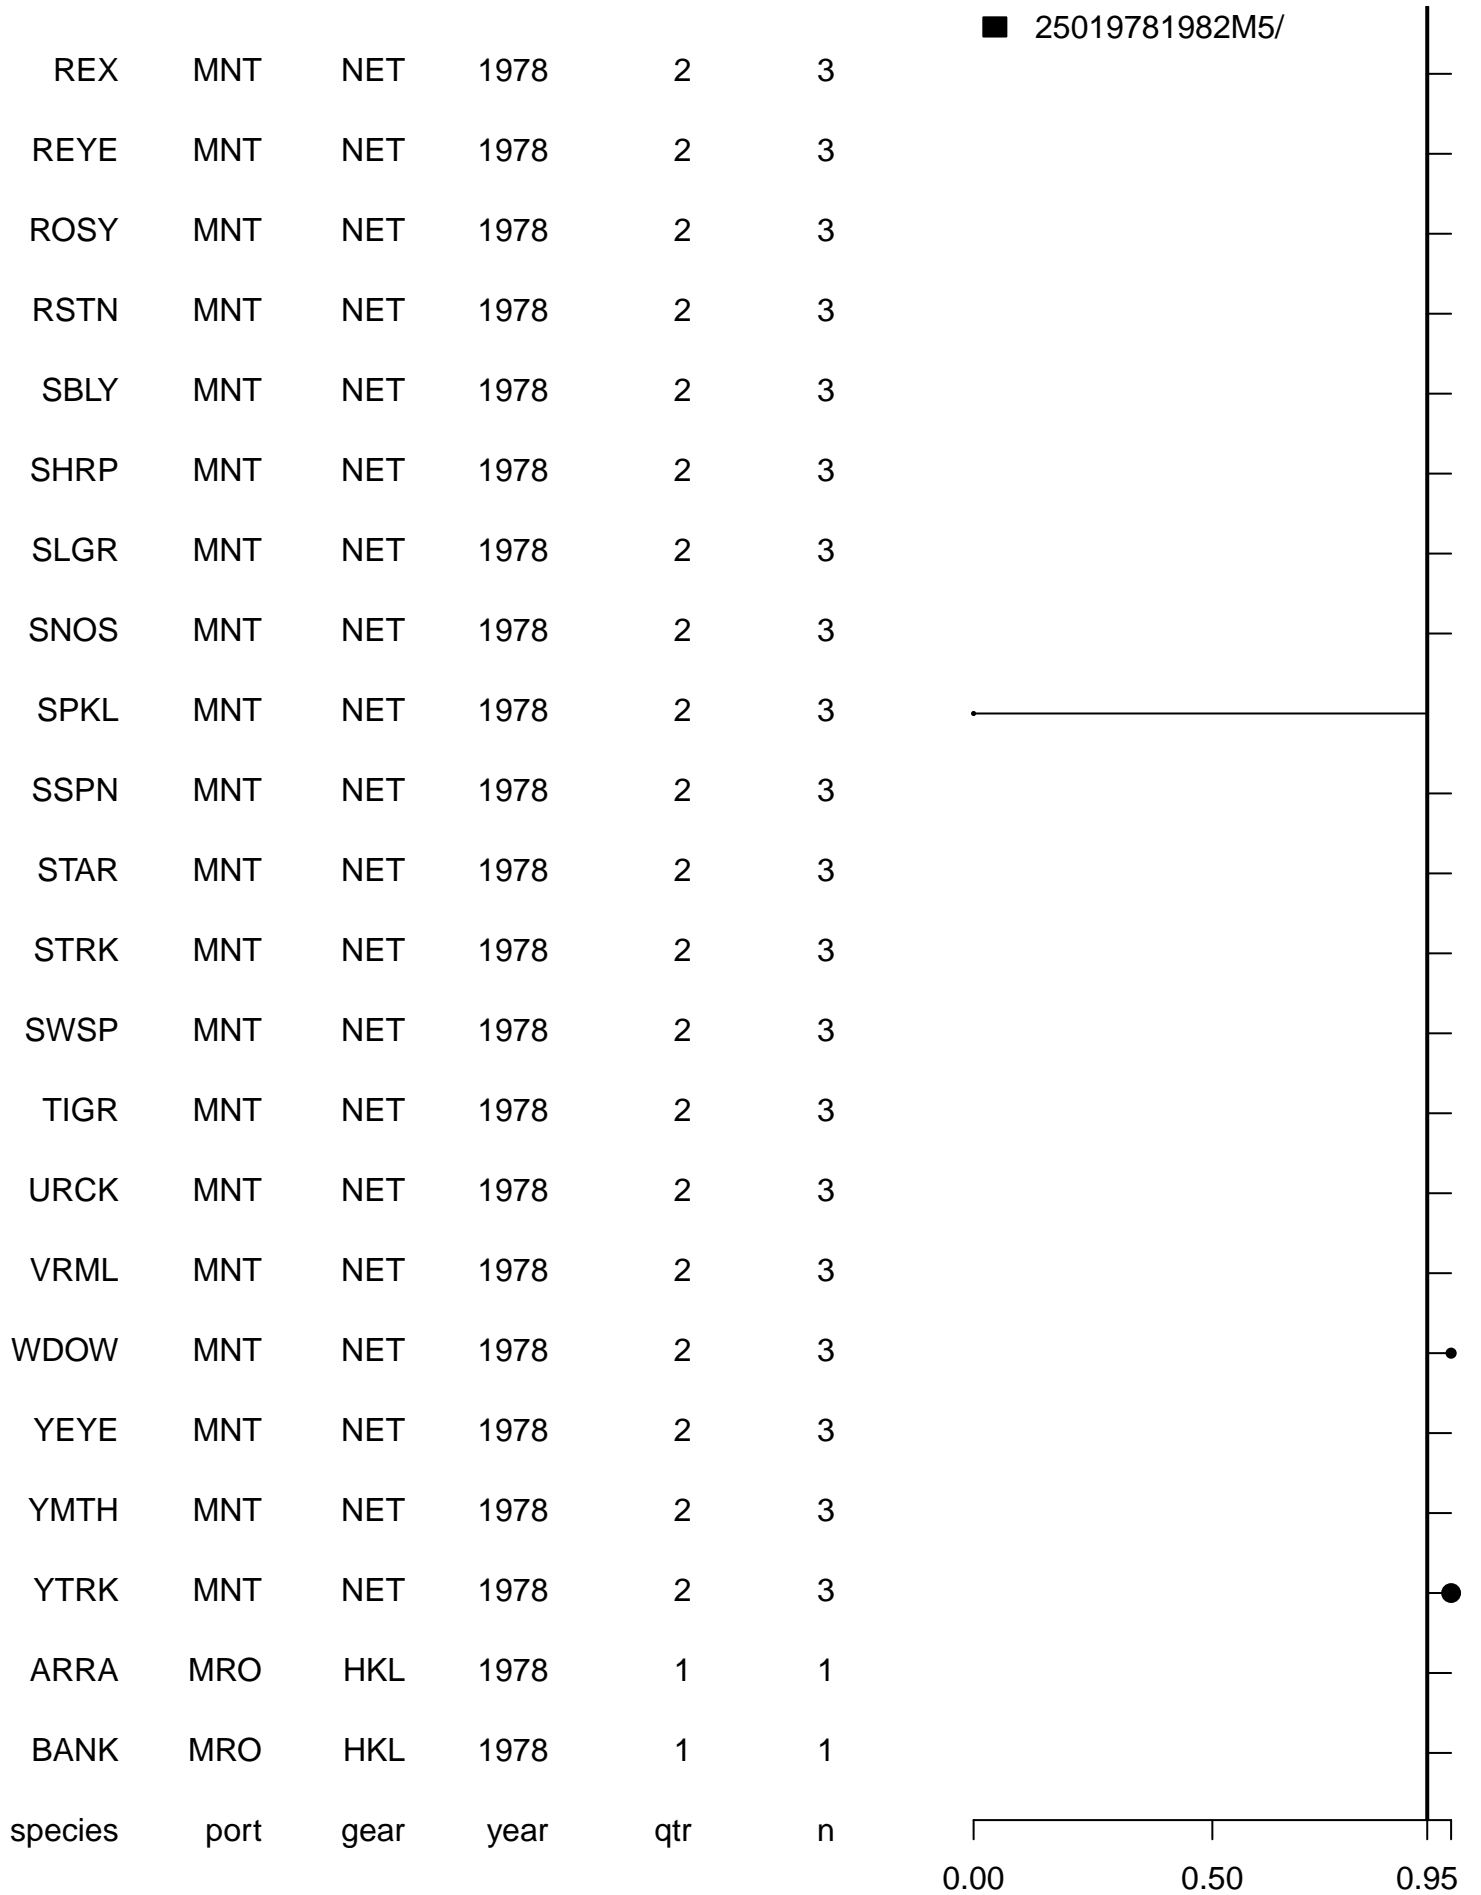 25019781982M5/
REX MNT NET 1978 2 3
REYE MNT NET 1978 2 3
ROSY MNT NET 1978 2 3
RSTN MNT NET 1978 2 3
SBLY MNT NET 1978 2 3
SHRP MNT NET 1978 2 3
SLGR MNT NET 1978 2 3
SNOS MNT NET 1978 2 3
SPKL MNT NET 1978 2 3
SSPN MNT NET 1978 2 3
STAR MNT NET 1978 2 3
STRK MNT NET 1978 2 3
SWSP MNT NET 1978 2 3
TIGR MNT NET 1978 2 3
URCK MNT NET 1978 2 3
VRML MNT NET 1978 2 3
WDOW MNT NET 1978 2 3
YEYE MNT NET 1978 2 3
YMTH MNT NET 1978 2 3
YTRK MNT NET 1978 2 3
ARRA MRO HKL 1978 1 1
BANK MRO HKL 1978 1 1
species port gear year qtr n
0.00 0.50 0.95